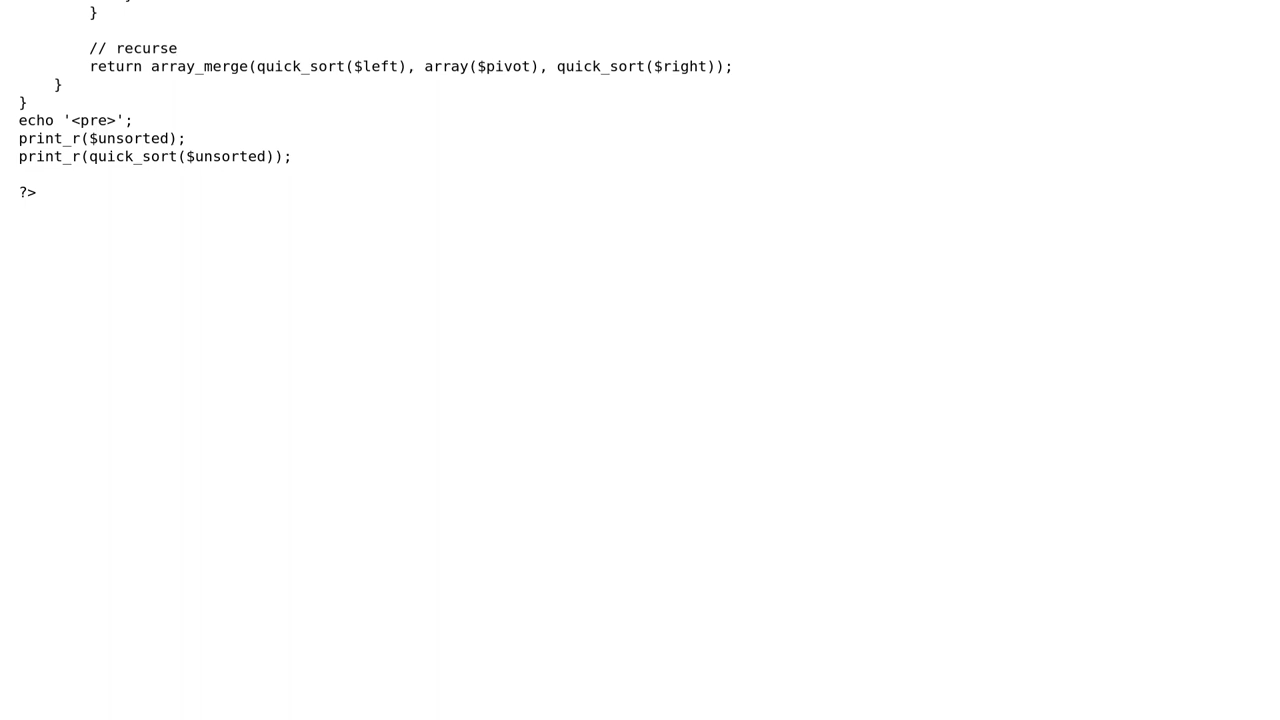 }
// recurse
return array_merge(quick_sort($left), array($pivot), quick_sort($right));
}
}
echo '<pre>';
print_r($unsorted);
print_r(quick_sort($unsorted));
?>